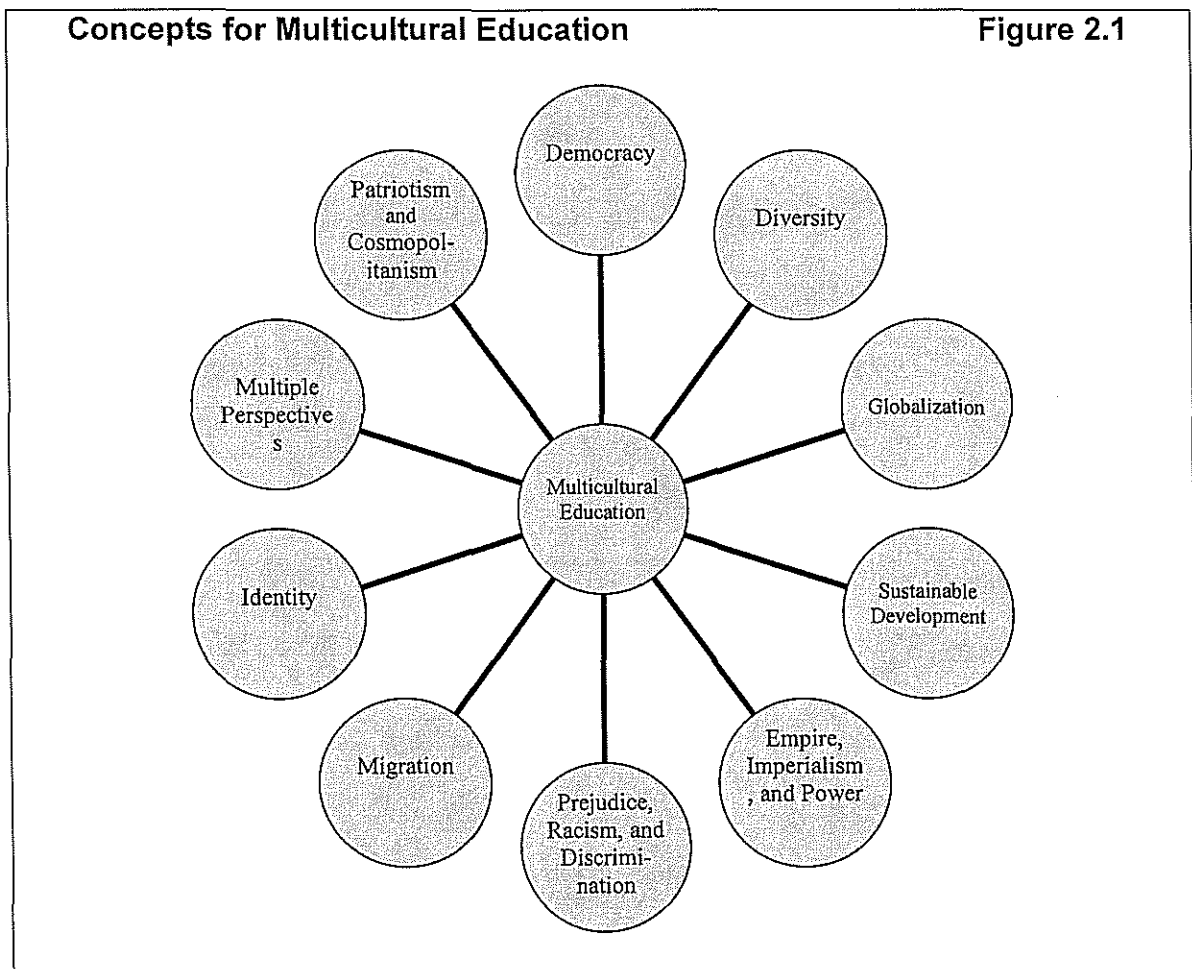 Concepts for Multicultural Education Figure 2.1
Democracy
Diversity
Globalization
Sustainable
Development
Empire,
Imperialism
, and Power
Prejudice,
Racism, and
Discrimi-
nation
Migration
Identity
Multiple
Perspective
s
Patriotism
and
Cosmopol-
itanism
Multicultural
Education